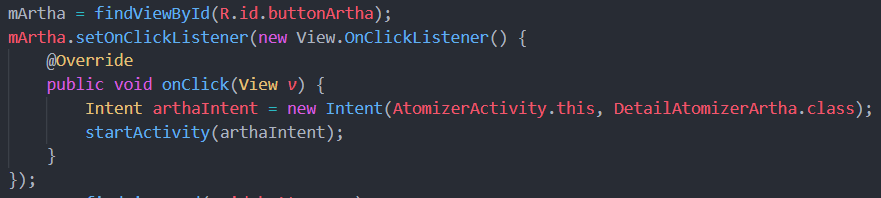 mArtha = findViewById(R.id.buttonArtha);
mArtha.setOnClickListener(new View.OnClickListener() {
    @Override
    public void onClick(View v) {
        Intent arthaIntent = new Intent(AtomizerActivity.this, DetailAtomizerArtha.class);
        startActivity(arthaIntent);
    }
});